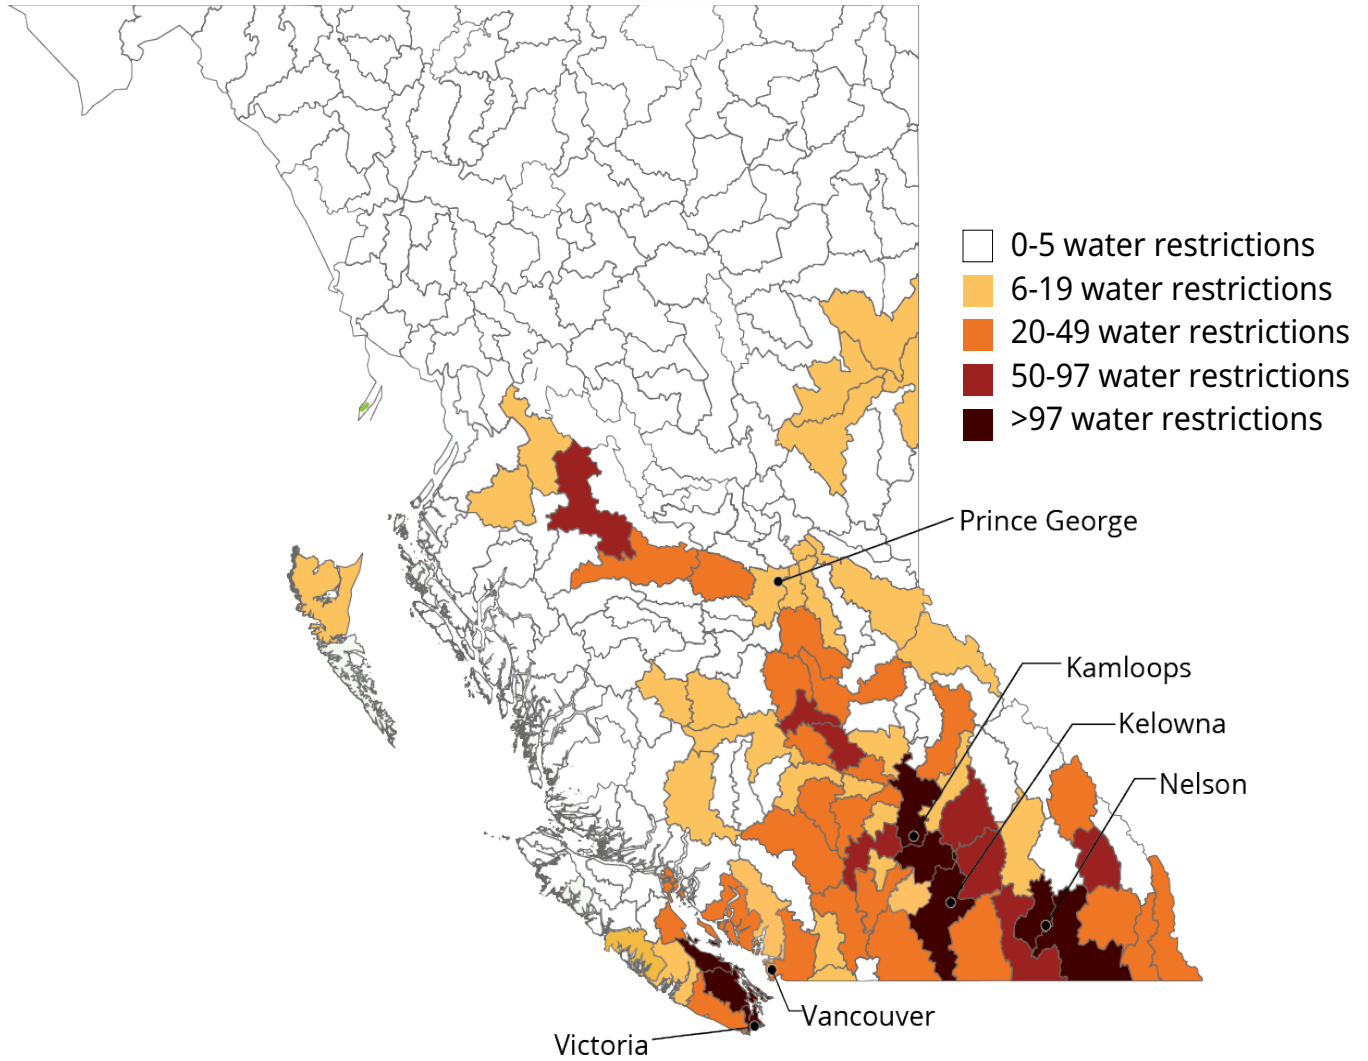 0-5 water restrictions
6-19 water restrictions
20-49 water restrictions
50-97 water restrictions
>97 water restrictions
Prince George
Kamloops
Kelowna
Nelson
Vancouver
Victoria